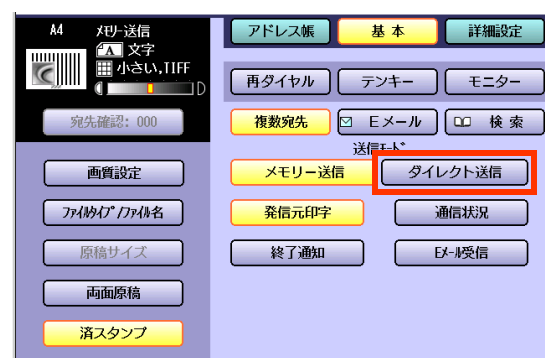 A4 ﾒﾓﾘｰ送信
A 文字
小さい,TIFF
D
宛先確認: 000
画質設定
ﾌｧｲﾙﾀｲﾌﾟ/ﾌｧｲﾙ名
原稿サイズ
両面原稿
済スタンプ
アドレス帳 基本 詳細設定
再ダイヤル テンキー モニター
複数宛先 Eメール 検索
送信ﾓｰﾄﾞ
メモリー送信 ダイレクト送信
発信元印字 通信状況
終了通知 Eﾒｰﾙ受信